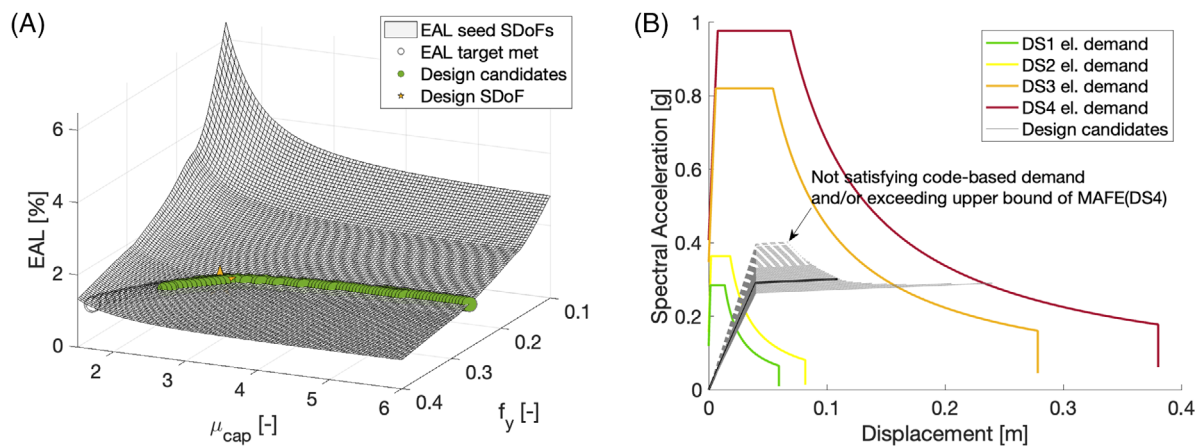 (A)
EAL seed SDoFs
EAL target met
Design candidates
Design SDoF
6
4
2
0
EAL [%]
2
3
4
5
6
μcap [-]
0.4
0.3
0.2
0.1
fy [-]
(B)
DS1 el. demand
DS2 el. demand
DS3 el. demand
DS4 el. demand
Design candidates
Not satisfying code-based demand
and/or exceeding upper bound of MAFE(DS4)
1
0.8
0.6
0.4
0.2
0
Spectral Acceleration [g]
0
0.1
0.2
0.3
0.4
Displacement [m]